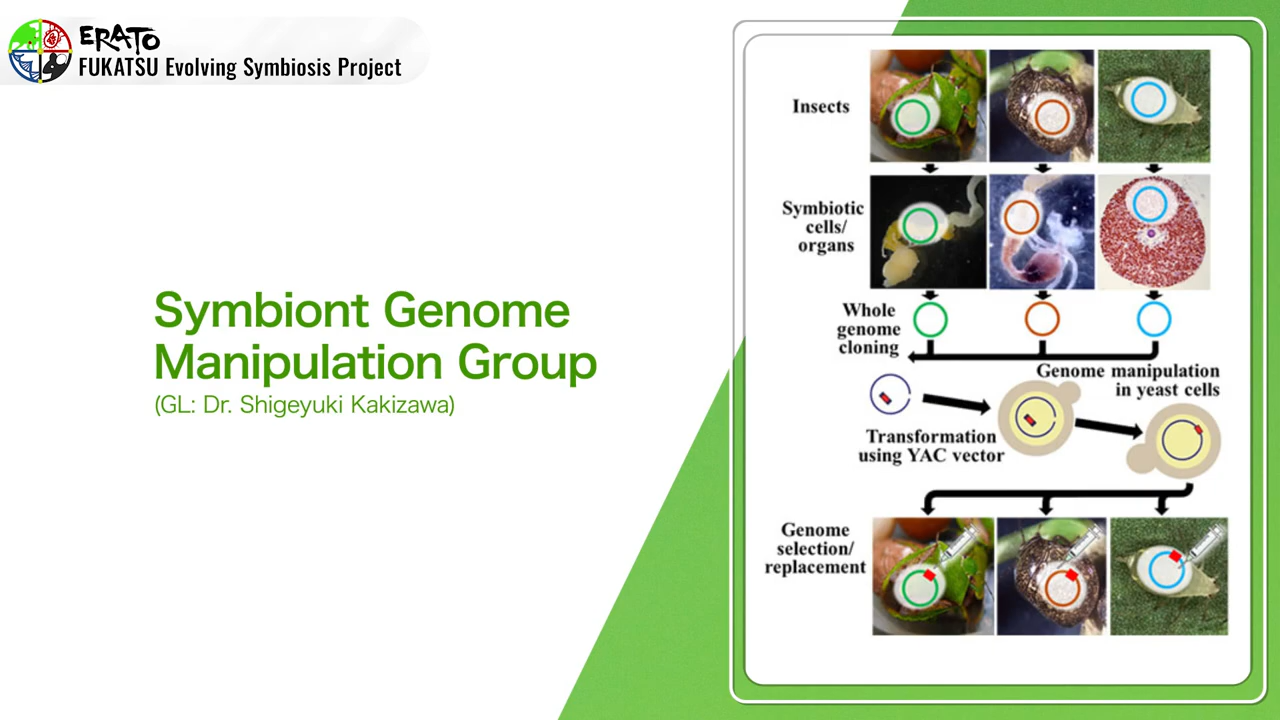 ERATO
FUKATSU Evolving Symbiosis Project
Symbiont Genome
Manipulation Group
(GL: Dr. Shigeyuki Kakizawa)
Insects
Symbiotic
cells/
organs
Whole
genome
cloning
Genome manipulation
in yeast cells
Transformation
using YAC vector
Genome
selection/
replacement